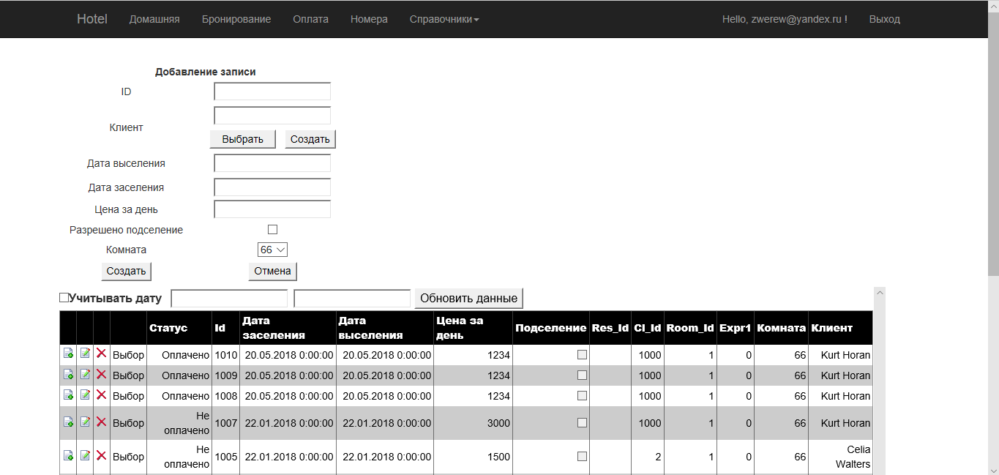 Hotel Домашняя Бронирование Оплата Номера Справочники Hello, zwerew@yandex.ru ! Выход
Добавление записи
ID
Клиент
Выбрать Создать
Дата выселения
Дата заселения
Цена за день
Разрешено подселение
Комната 66
Создать Отмена
Учитывать дату Обновить данные
Статус Id Дата заселения Дата выселения Цена за день Подселение Res_Id Cl_Id Room_Id Expr1 Комната Клиент
Выбор Оплачено 1010 20.05.2018 0:00:00 20.05.2018 0:00:00 1234 1000 1 0 66 Kurt Horan
Выбор Оплачено 1009 20.05.2018 0:00:00 20.05.2018 0:00:00 1234 1000 1 0 66 Kurt Horan
Выбор Оплачено 1008 20.05.2018 0:00:00 20.05.2018 0:00:00 1234 1000 1 0 66 Kurt Horan
Выбор Не оплачено 1007 22.01.2018 0:00:00 22.01.2018 0:00:00 3000 1000 1 0 66 Kurt Horan
Выбор Не оплачено 1005 22.01.2018 0:00:00 22.01.2018 0:00:00 1500 2 1 0 66 Celia Walters